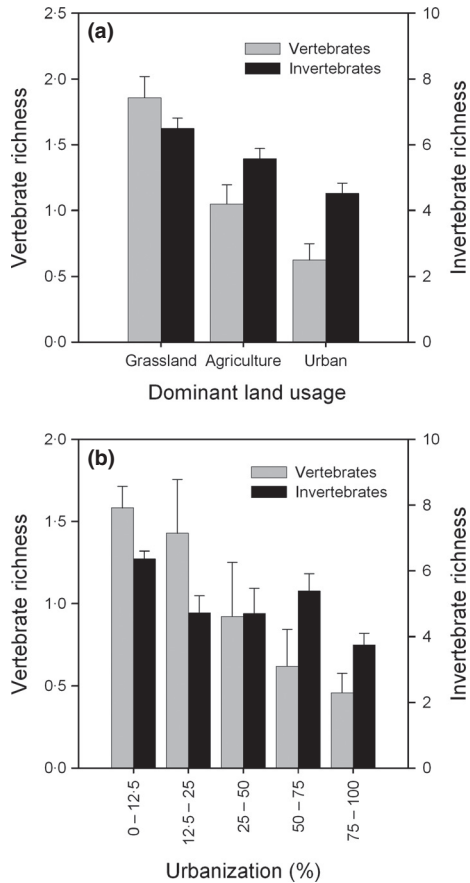 (a)
Vertebrates
Invertebrates
Vertebrate richness
2·5
2·0
1·5
1·0
0·5
0·0
Invertebrate richness
10
8
6
4
2
0
Grassland Agriculture Urban
Dominant land usage
(b)
Vertebrates
Invertebrates
Vertebrate richness
2·0
1·5
1·0
0·5
0·0
Invertebrate richness
10
8
6
4
2
0
0 – 12·5
12·5 – 25
25 – 50
50 – 75
75 – 100
Urbanization (%)